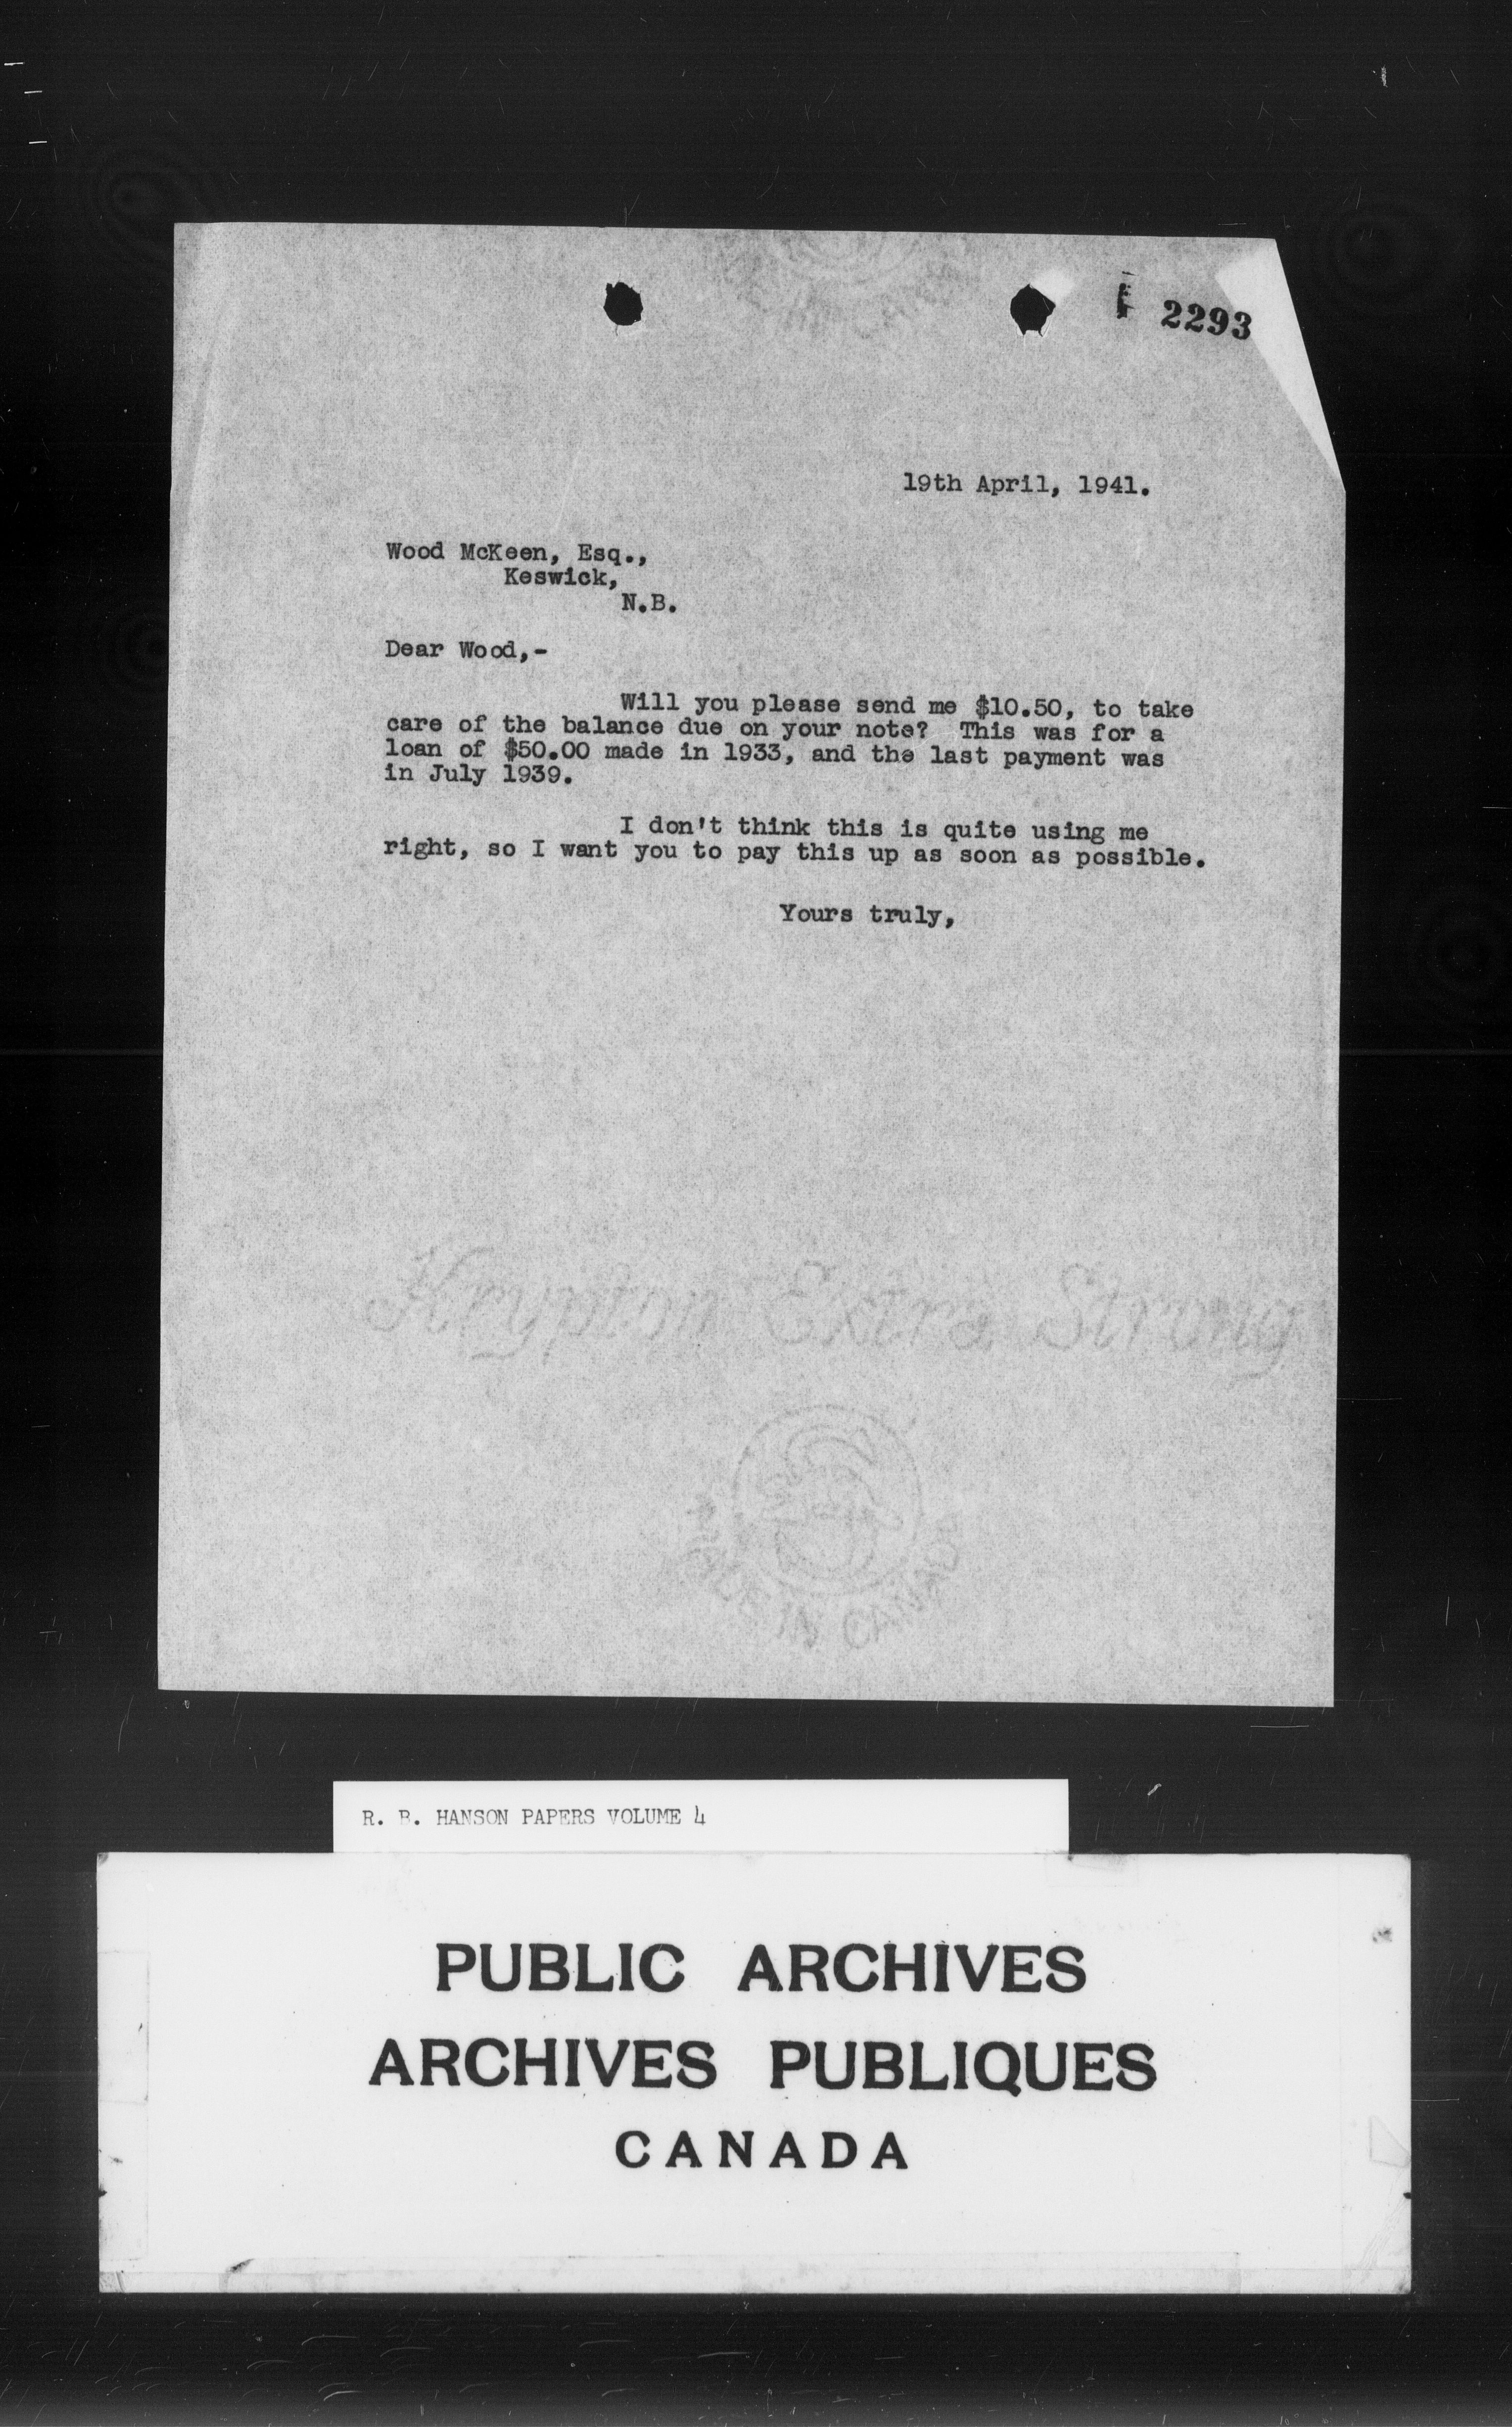 2293
19th April, 1941.
Wood McKeen, Esq.,
Keswick,
N.B.
Dear Wood,-
Will you please send me $10.50, to take
care of the balance due on your note? This was for a
loan of $50.00 made in 1933, and the last payment was
in July 1939.
I don't think this is quite using me
right, so I want you to pay this up as soon as possible.
Yours truly,
Krypton Extra Strong
MADE IN CANADA
R. B. HANSON PAPERS VOLUME 4
PUBLIC ARCHIVES
ARCHIVES PUBLIQUES
CANADA